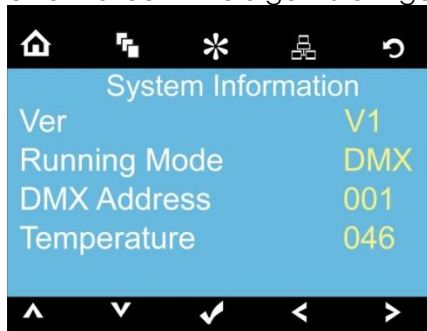 System Information
Ver V1
Running Mode DMX
DMX Address 001
Temperature 046